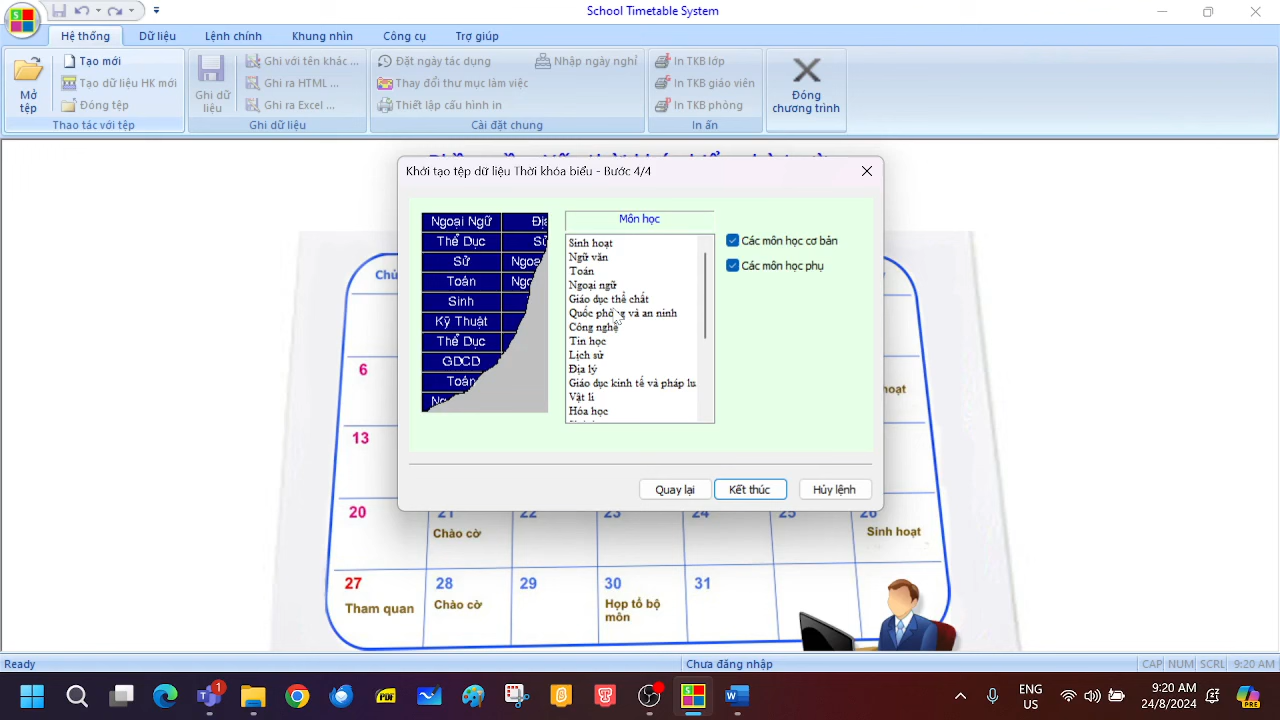 School Timetable System
Hệ thống
Dữ liệu
Lệnh chính
Khung nhìn
Công cụ
Trợ giúp
Mở tệp
Tạo mới
Tạo dữ liệu HK mới
Đóng tệp
Thao tác với tệp
Ghi dữ liệu
Ghi với tên khác ...
Ghi ra HTML ...
Ghi ra Excel ...
Ghi dữ liệu
Đặt ngày tác dụng
Nhập ngày nghỉ
Thay đổi thư mục làm việc
Thiết lập cấu hình in
Cài đặt chung
In TKB lớp
In TKB giáo viên
In TKB phòng
In ấn
Đóng chương trình
Khởi tạo tệp dữ liệu Thời khóa biểu - Bước 4/4
Ngoại Ngữ
Thể Dục
Sử
Sử
Toán
Sinh
Kỹ Thuật
Thể Dục
GDCD
Toán
Môn học
Sinh hoạt
Ngữ văn
Toán
Ngoại ngữ
Giáo dục thể chất
Quốc phòng và an ninh
Công nghệ
Tin học
Lịch sử
Địa lý
Giáo dục kinh tế và pháp lu
Vật lí
Hóa học
Các môn học cơ bản
Các môn học phụ
Quay lại
Kết thúc
Hủy lệnh
6
13
20 21 22 23 24 25 26
Chào cờ
Sinh hoạt
27 28 29 30 31
Tham quan
Chào cờ
Họp tổ bộ môn
Ready
Chưa đăng nhập
CAP NUM SCRL 9:20 AM
1
PDF
ENG
US
9:20 AM
24/8/2024
PRE